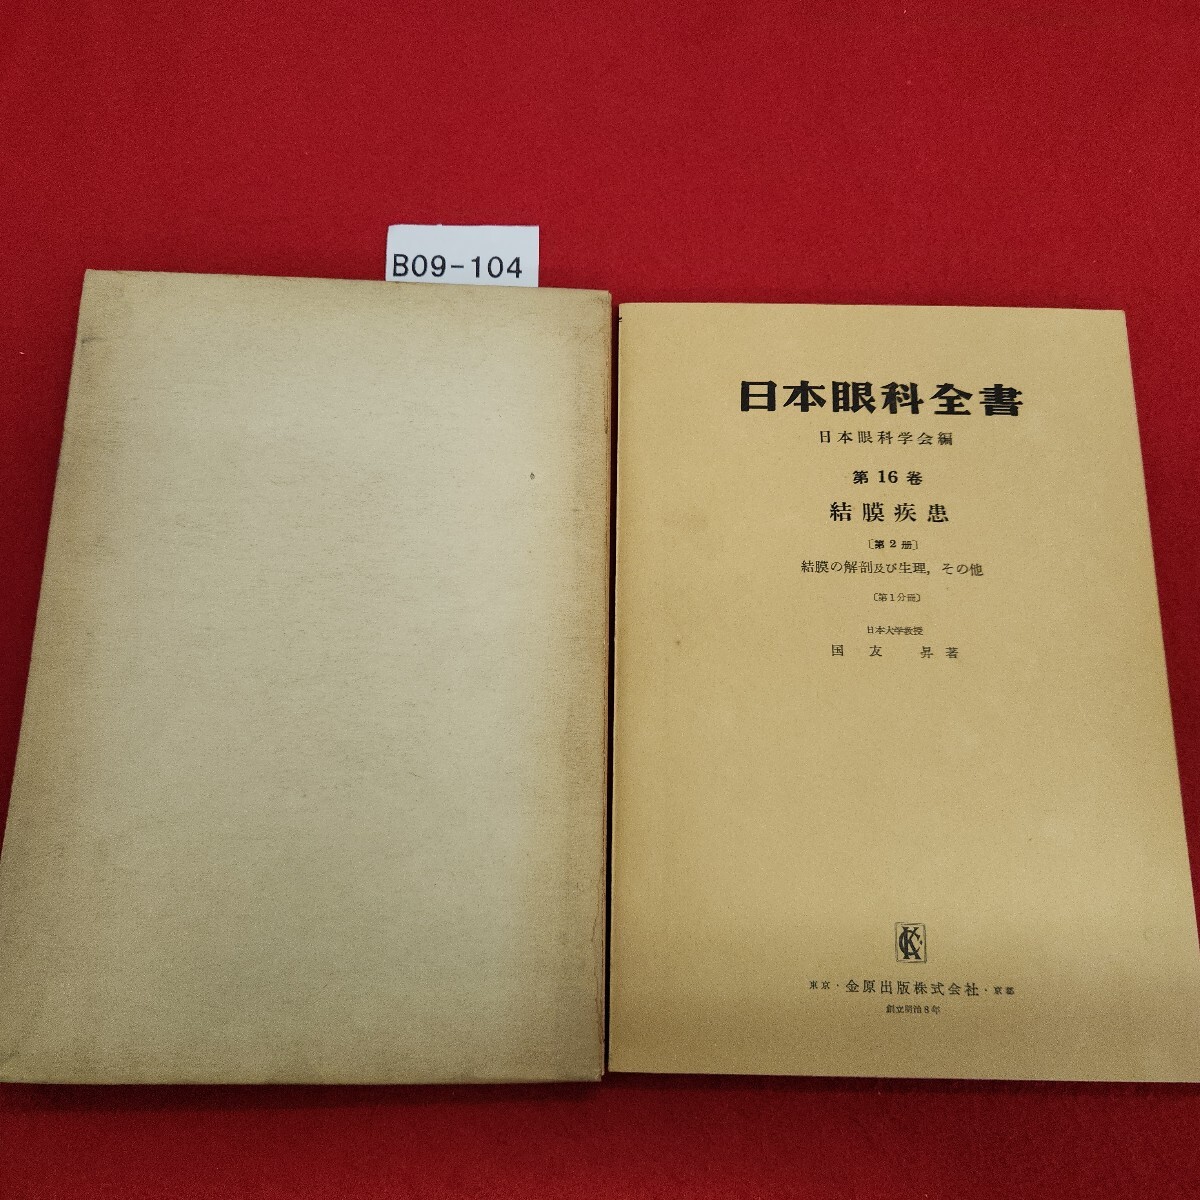 B09-104
日本眼科全書
日本眼科学会編
第16巻
結膜疾患
〔第2册〕
結膜の解剖及び生理，その他
〔第1分冊〕
日本大学教授
国友 昇著
東京・金原出版株式会社・京都
創立明治8年